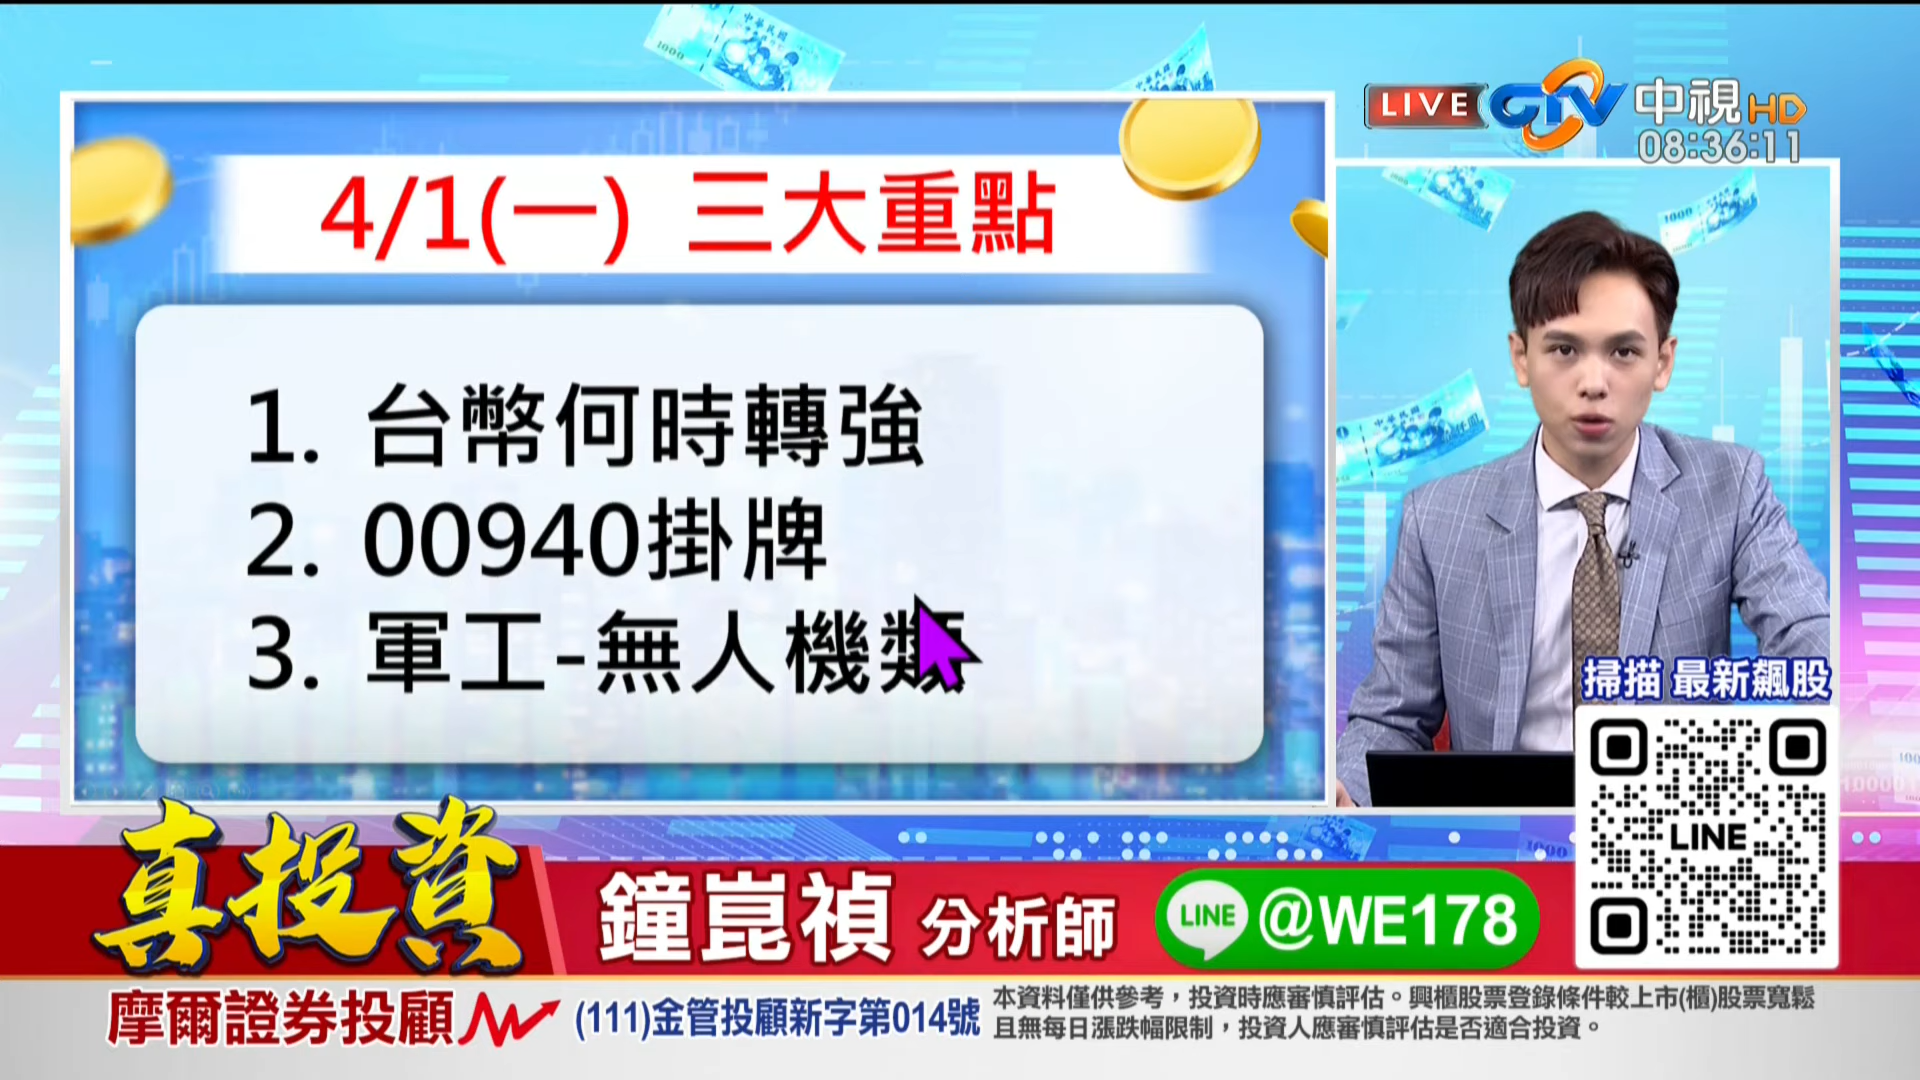 LIVE CTV 中視HD
08:36:11
4/1(一) 三大重點
1. 台幣何時轉強
2. 00940掛牌
3. 軍工-無人機類
掃描 最新飆股
LINE
真投資
鐘崑禎 分析師
LINE @WE178
摩爾證券投顧
(111)金管投顧新字第014號
本資料僅供參考，投資時應審慎評估。興櫃股票登錄條件較上市(櫃)股票寬鬆
且無每日漲跌幅限制，投資人應審慎評估是否適合投資。